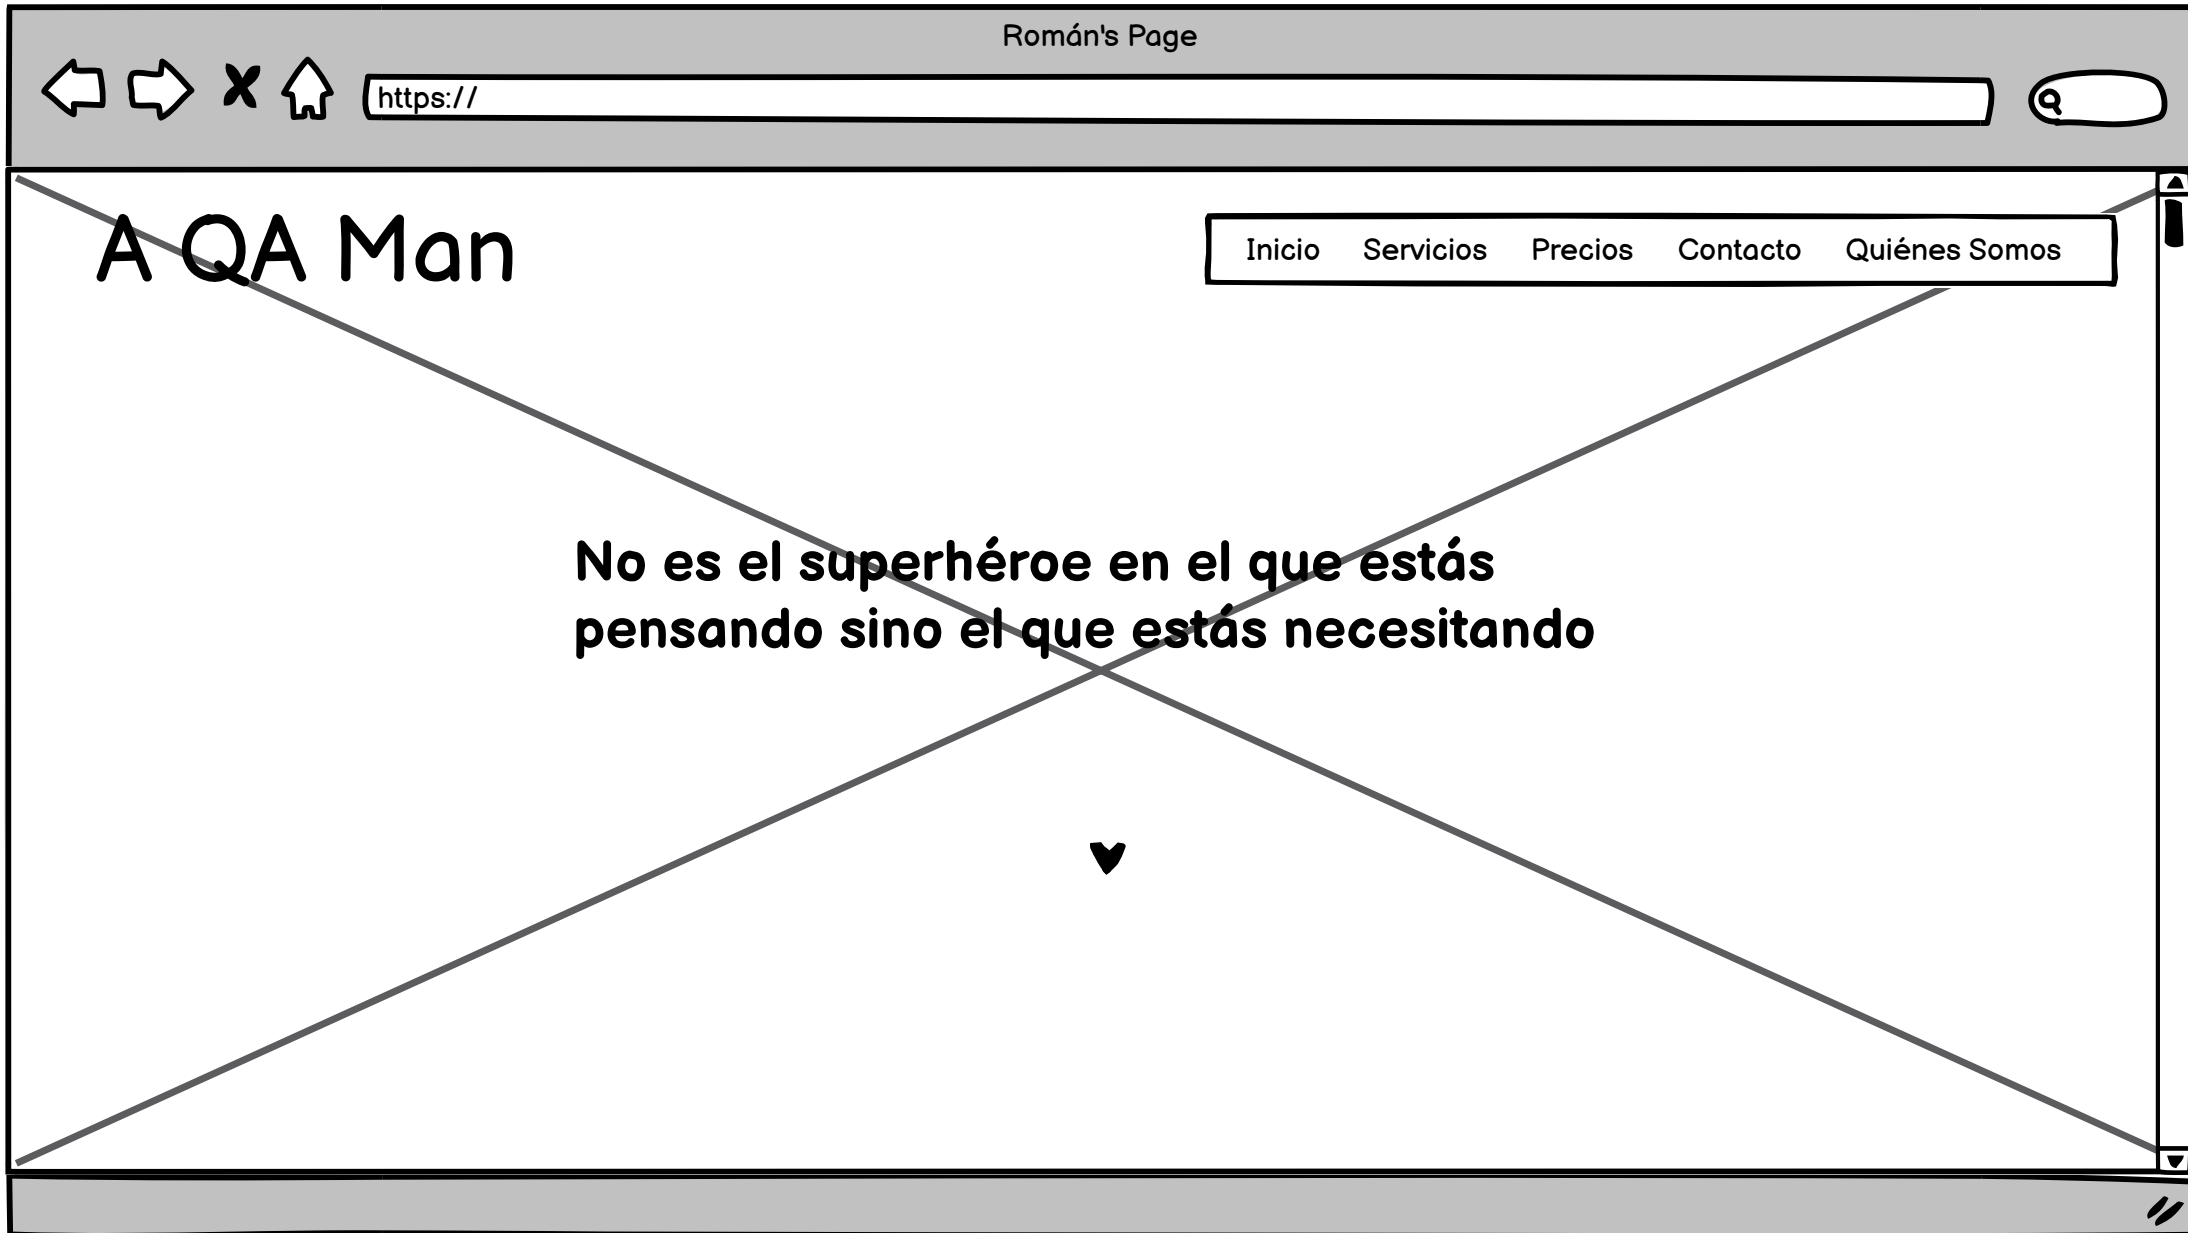 Román's Page
https://
A QA Man
Inicio Servicios Precios Contacto Quiénes Somos
No es el superhéroe en el que estás
pensando sino el que estás necesitando